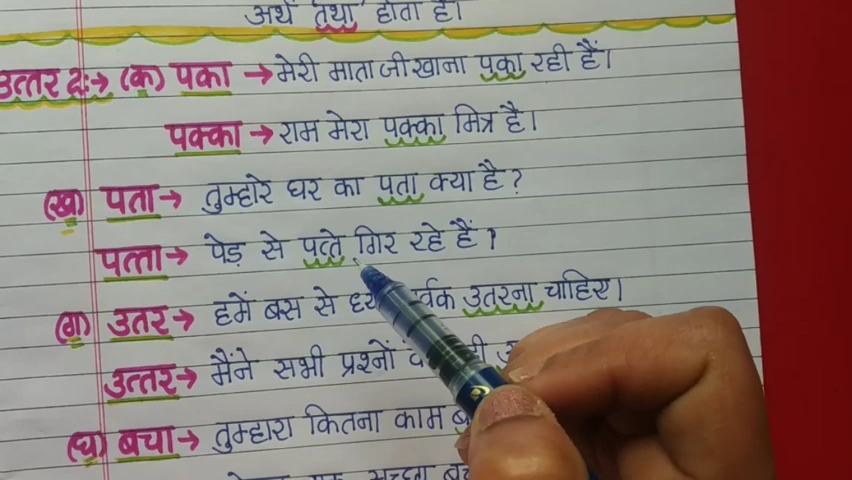 अर्थ तथा होता है।
उत्तर 2:→ (क) पका → मेरी माता जी खाना पका रही हैं।
पक्का → राम मेरा पक्का मित्र है।
(ख) पता → तुम्हारे घर का पता क्या है?
पत्ता → पेड़ से पत्ते गिर रहे हैं।
(ग) उतर → हमें बस से उतरना चाहिए।
उत्तर → मैंने सभी प्रश्नों
(घ) बचा → तुम्हारा कितना काम